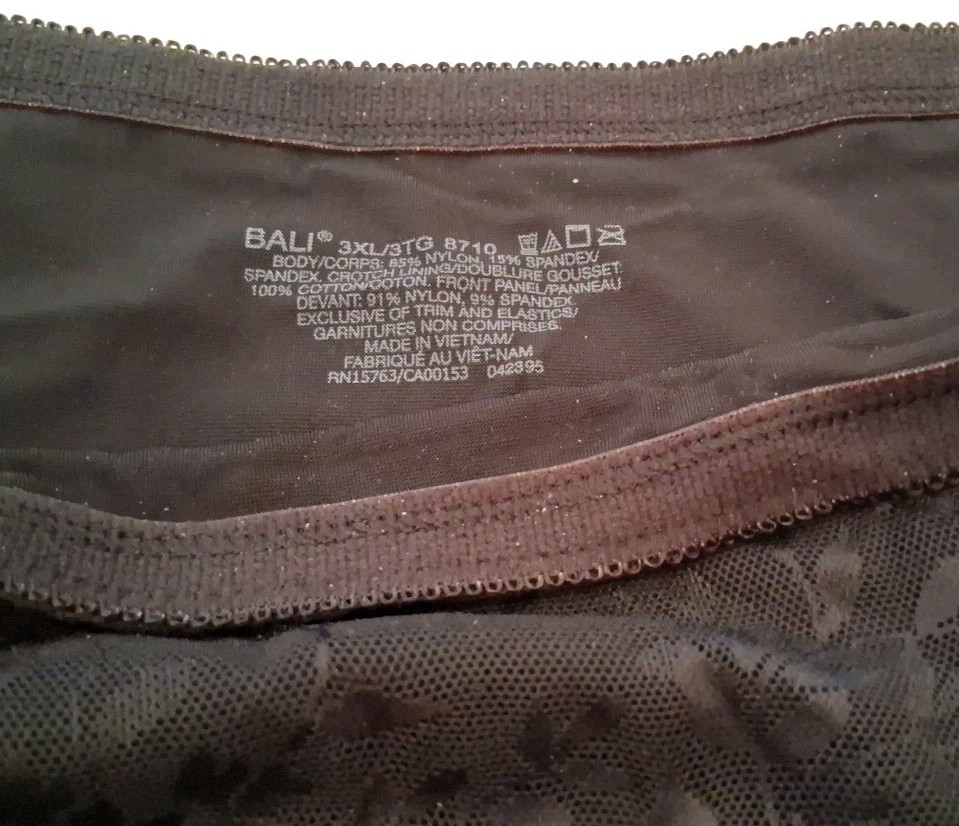 BALI® 3XL/3TG 8710
BODY/CORPS: 85% NYLON, 15% SPANDEX/
SPANDEX. CROTCH LINING/DOUBLURE GOUSSET:
100% COTTON/COTON. FRONT PANEL/PANNEAU
DEVANT: 91% NYLON, 9% SPANDEX.
EXCLUSIVE OF TRIM AND ELASTICS/
GARNITURES NON COMPRISES.
MADE IN VIETNAM/
FABRIQUÉ AU VIÊT-NAM
RN15763/CA00153 042395